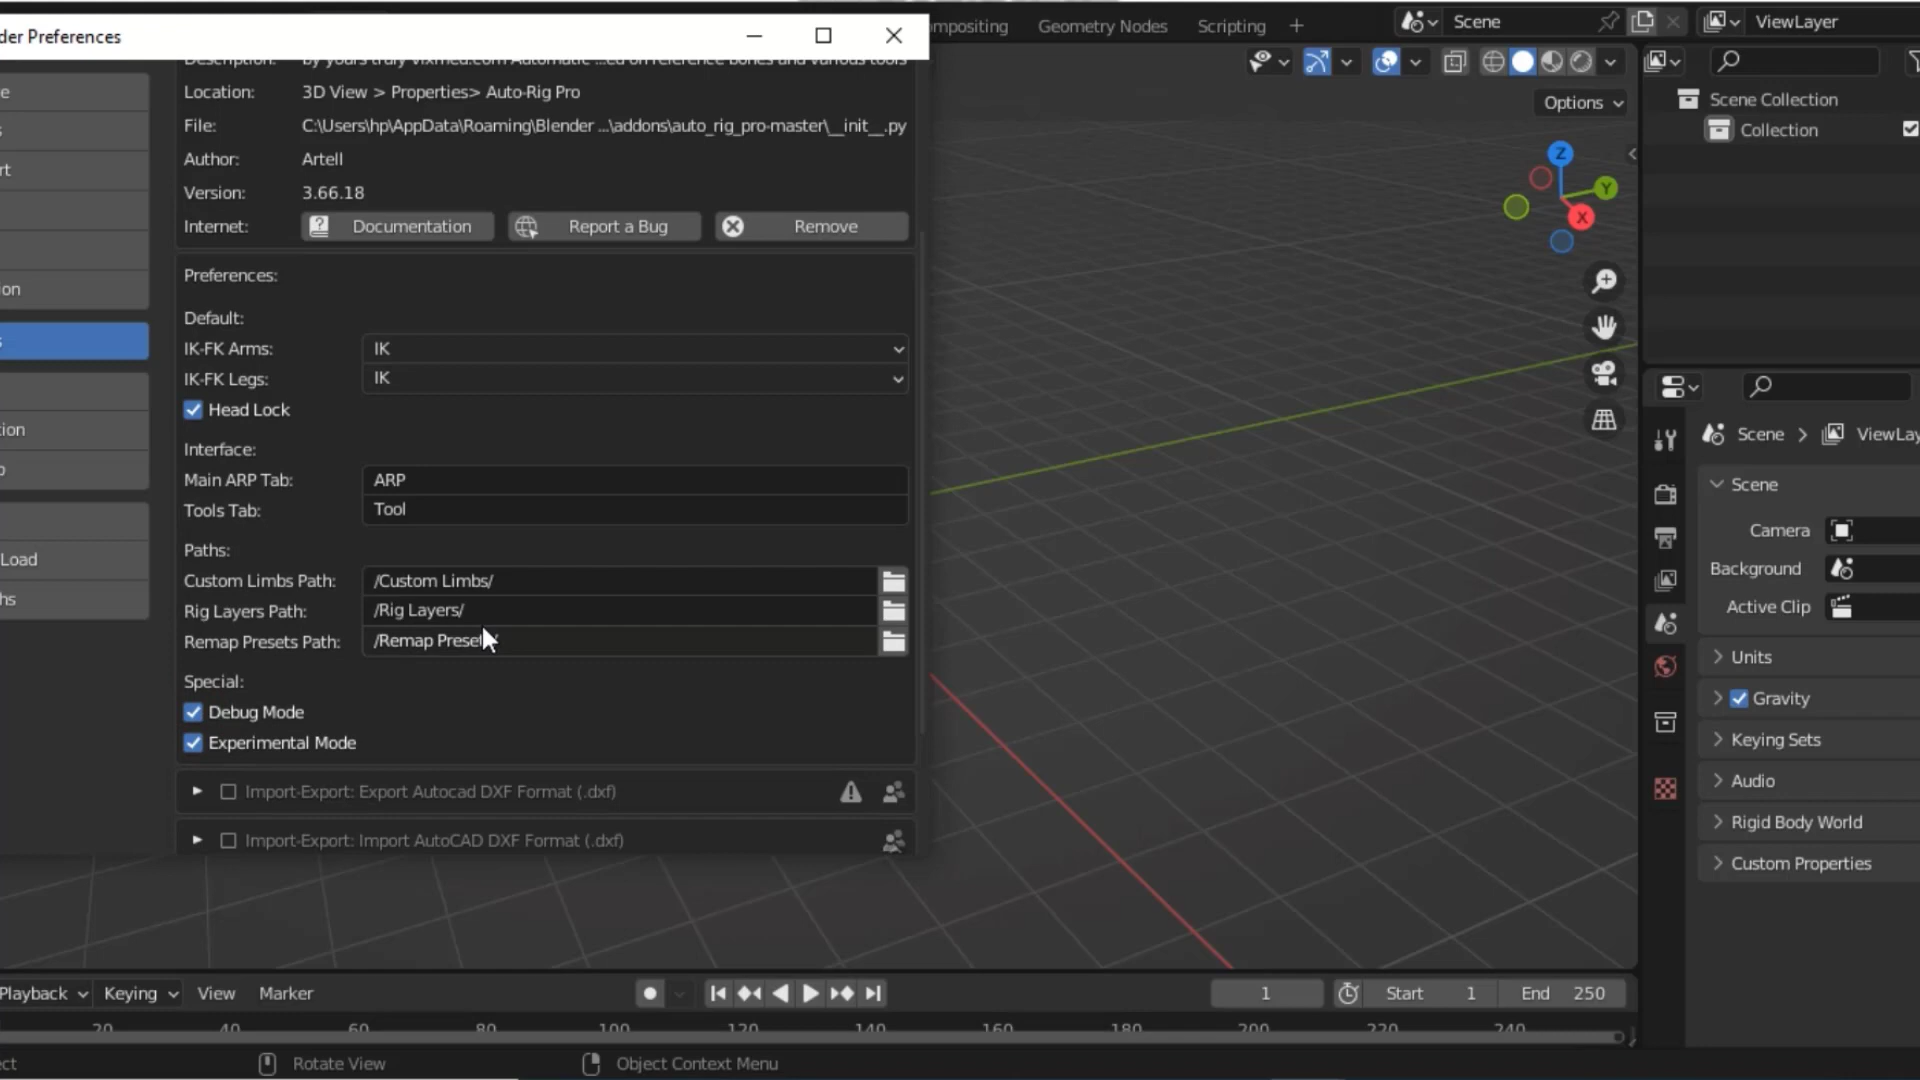 der Preferences
mpositing
Geometry Nodes
Scripting
+
Scene
ViewLayer
Description: by yours truly vixmed.com Automatic ...ed on reference bones and various tools
Location: 3D View > Properties> Auto-Rig Pro
File: C:\Users\hp\AppData\Roaming\Blender ...\addons\auto_rig_pro-master\__init__.py
Author: Artell
Version: 3.66.18
Internet: Documentation Report a Bug Remove
Preferences:
Default:
IK-FK Arms: IK
IK-FK Legs: IK
Head Lock
Interface:
Main ARP Tab: ARP
Tools Tab: Tool
Paths:
Custom Limbs Path: /Custom Limbs/
Rig Layers Path: /Rig Layers/
Remap Presets Path: /Remap Preset
Special:
Debug Mode
Experimental Mode
Import-Export: Export Autocad DXF Format (.dxf)
Import-Export: Import AutoCAD DXF Format (.dxf)
e
s
rt
on
s
ion
o
Load
hs
Options
Z
Y
X
Scene Collection
Collection
Scene > ViewLay
Scene
Camera
Background
Active Clip
Units
Gravity
Keying Sets
Audio
Rigid Body World
Custom Properties
Playback
Keying
View
Marker
1
Start 1
End 250
20 40 60 80 100 120 140 160 180 200 220 240
ect
Rotate View
Object Context Menu